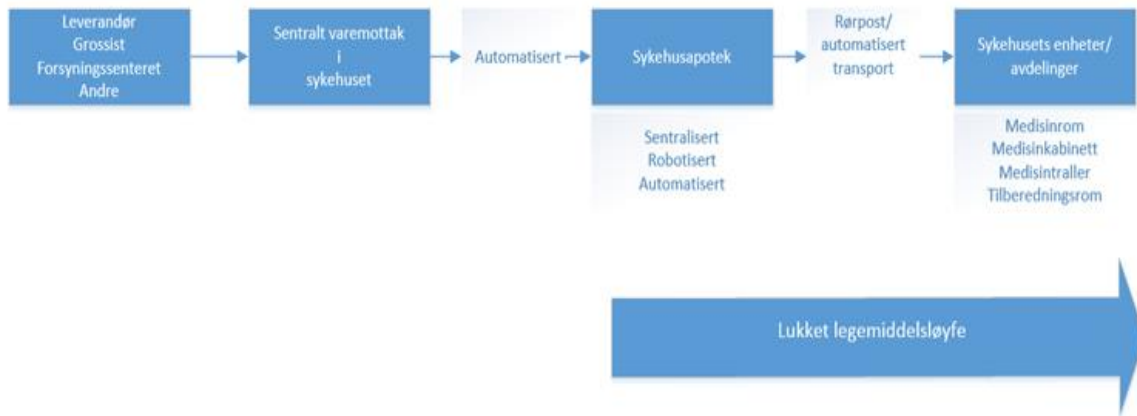 Leverandør
Grossist
Forsyningssenteret
Andre
Sentralt varemottak
i
sykehuset
Automatisert
Sykehusapotek
Sentralisert
Robotisert
Automatisert
Rørpost/
automatisert
transport
Sykehusets enheter/
avdelinger
Medisinrom
Medisinkabinett
Medisintraller
Tilberedningsrom
Lukket legemiddelsløyfe